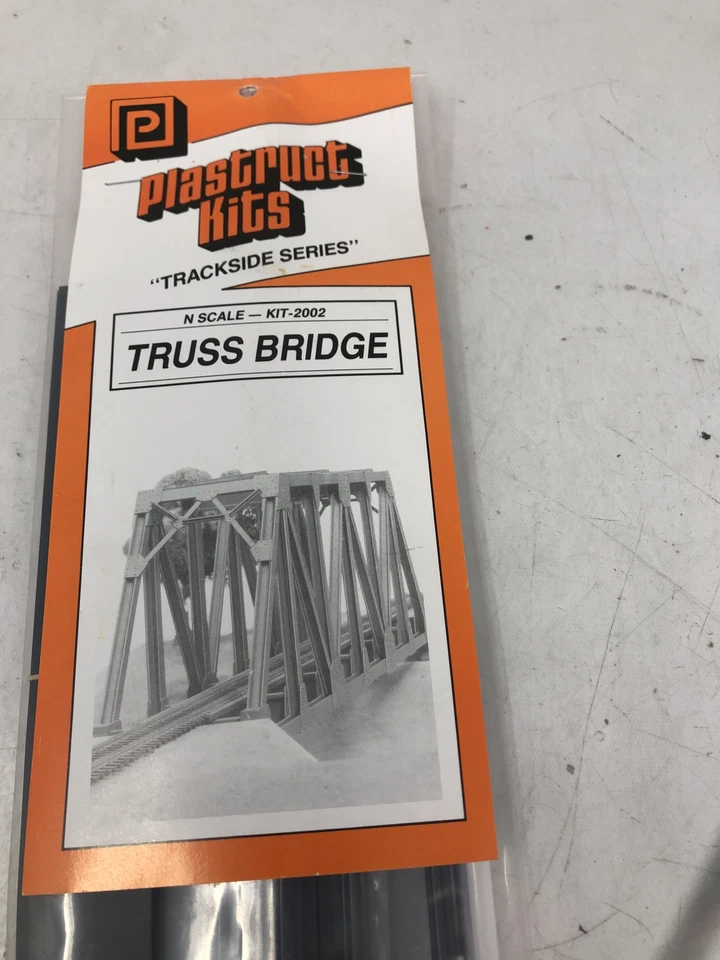 P
Plastruct
Kits
"TRACKSIDE SERIES"
N SCALE — KIT-2002
TRUSS BRIDGE